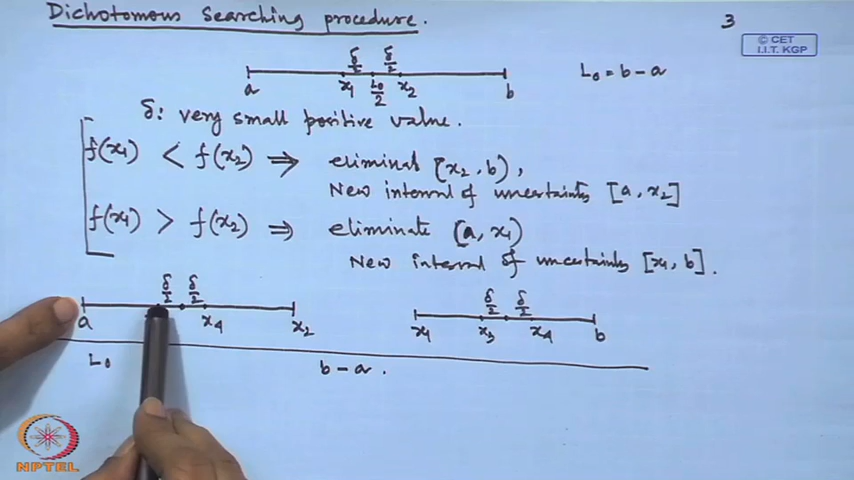 Dichotomous Searching procedure.
3
© CET
I.I.T. KGP
δ/2 δ/2
a x1 L0/2 x2 b
L0 = b - a
δ: very small positive value.
f(x1) < f(x2) ⇒ eliminat [x2, b),
New interval of uncertainty [a, x2]
f(x1) > f(x2) ⇒ eliminate (a, x1)
New interval of uncertainty [x1, b].
δ/2 δ/2
a x4 x2
δ/2 δ/2
x1 x3 x4 b
L0 b - a.
NPTEL